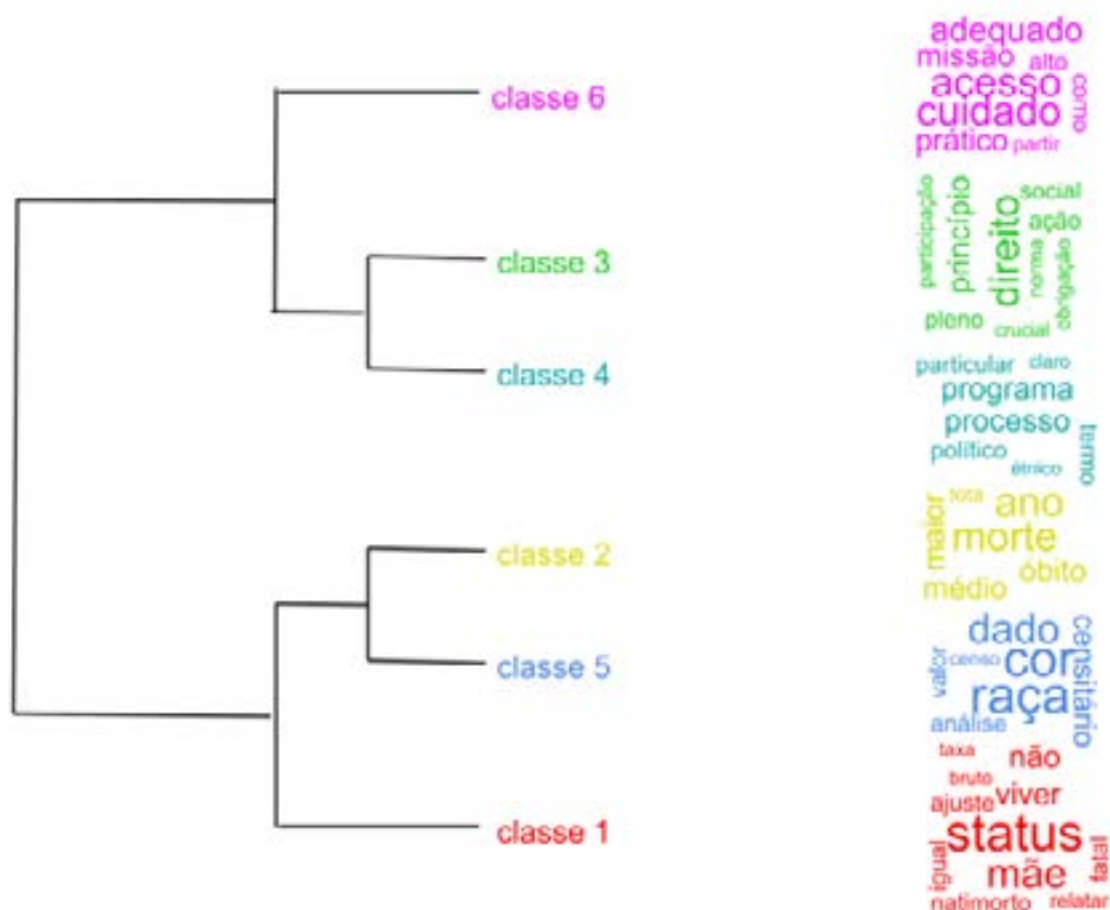 classe 6
adequado
missão alto
acesso
como
cuidado
prático partir
classe 3
participação
princípio
direito
social
ação
norma
obrigação
pleno
crucial
classe 4
particular claro
programa
processo
termo
político
étnico
classe 2
maior
ano
morte
óbito
médio
classe 5
dado
censitário
valor
censo
cor
raça
análise
classe 1
taxa não
bruto
ajuste viver
status
igual
mãe
fatal
natimorto relatar